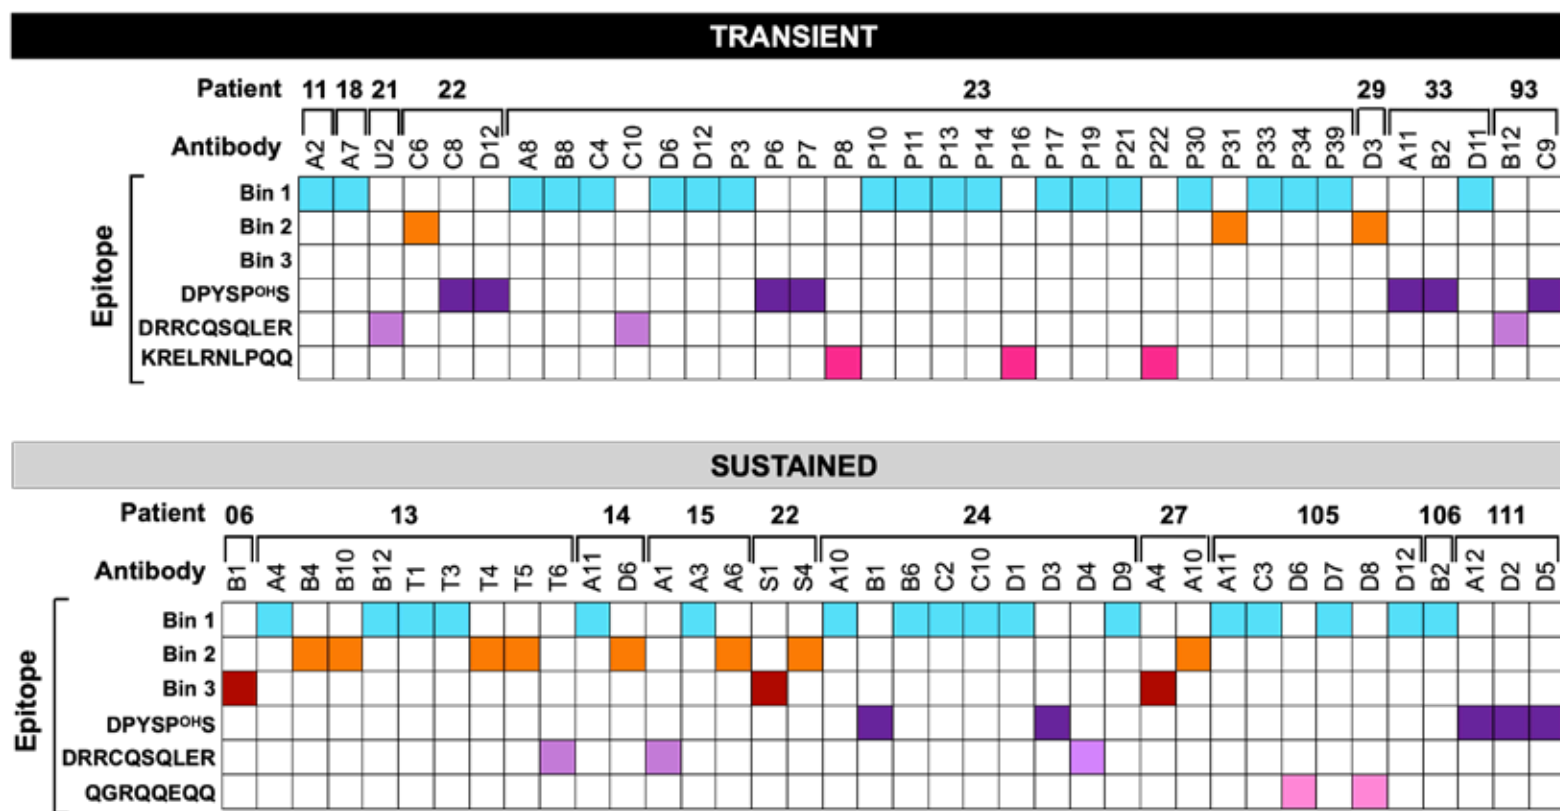 TRANSIENT
Patient 11 18 21 22 23 29 33 93
Antibody A2 A7 U2 C6 C8 D12 A8 B8 C4 C10 D6 D12 P3 P6 P7 P8 P10 P11 P13 P14 P16 P17 P19 P21 P22 P30 P31 P33 P34 P39 D3 A11 B2 D11 B12 C9
Epitope
Bin 1
Bin 2
Bin 3
DPYSPᴼᴴS
DRRCQSQLER
KRELRNLPQQ
SUSTAINED
Patient 06 13 14 15 22 24 27 105 106 111
Antibody B1 A4 B4 B10 B12 T1 T3 T4 T5 T6 A11 D6 A1 A3 A6 S1 S4 A10 B1 B6 C2 C10 D1 D3 D4 D9 A4 A10 A11 C3 D6 D7 D8 D12 B2 A12 D2 D5
Epitope
Bin 1
Bin 2
Bin 3
DPYSPᴼᴴS
DRRCQSQLER
QGRQQEQQ